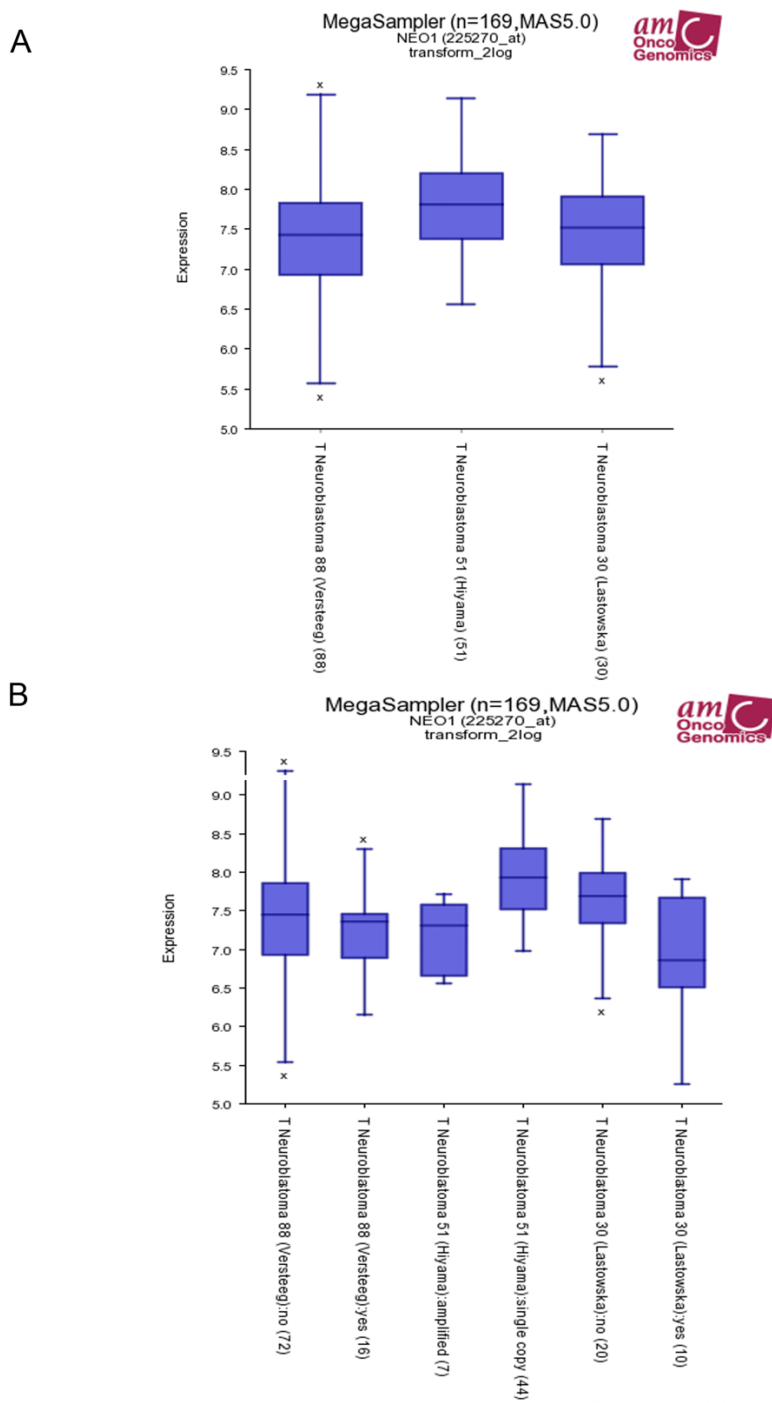 A
MegaSampler (n=169,MAS5.0)
NEO1 (225270_at)
transform_2log
am
Onco
Genomics
9.5
9.0
8.5
8.0
7.5
7.0
6.5
6.0
5.5
5.0
Expression
T Neuroblastoma 88 (Versteeg) (88)
T Neuroblastoma 51 (Hiyama) (51)
T Neuroblastoma 30 (Lastowska) (30)
B
MegaSampler (n=169,MAS5.0)
NEO1 (225270_at)
transform_2log
am
Onco
Genomics
9.5
9.0
8.5
8.0
7.5
7.0
6.5
6.0
5.5
5.0
Expression
T Neuroblatoma 88 (Versteeg):no (72)
T Neuroblatoma 88 (Versteeg):yes (16)
T Neuroblatoma 51 (Hiyama):amplified (7)
T Neuroblatoma 51 (Hiyama):single copy (44)
T Neuroblatoma 30 (Lastowska):no (20)
T Neuroblatoma 30 (Lastowska):yes (10)